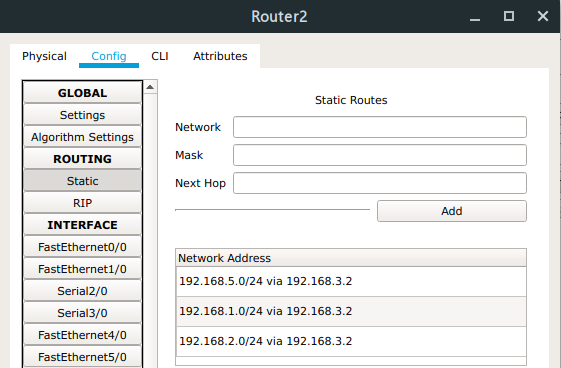 Router2
Physical Config CLI Attributes
GLOBAL
Settings
Algorithm Settings
ROUTING
Static
RIP
INTERFACE
FastEthernet0/0
FastEthernet1/0
Serial2/0
Serial3/0
FastEthernet4/0
FastEthernet5/0
Static Routes
Network
Mask
Next Hop
Add
Network Address
192.168.5.0/24 via 192.168.3.2
192.168.1.0/24 via 192.168.3.2
192.168.2.0/24 via 192.168.3.2